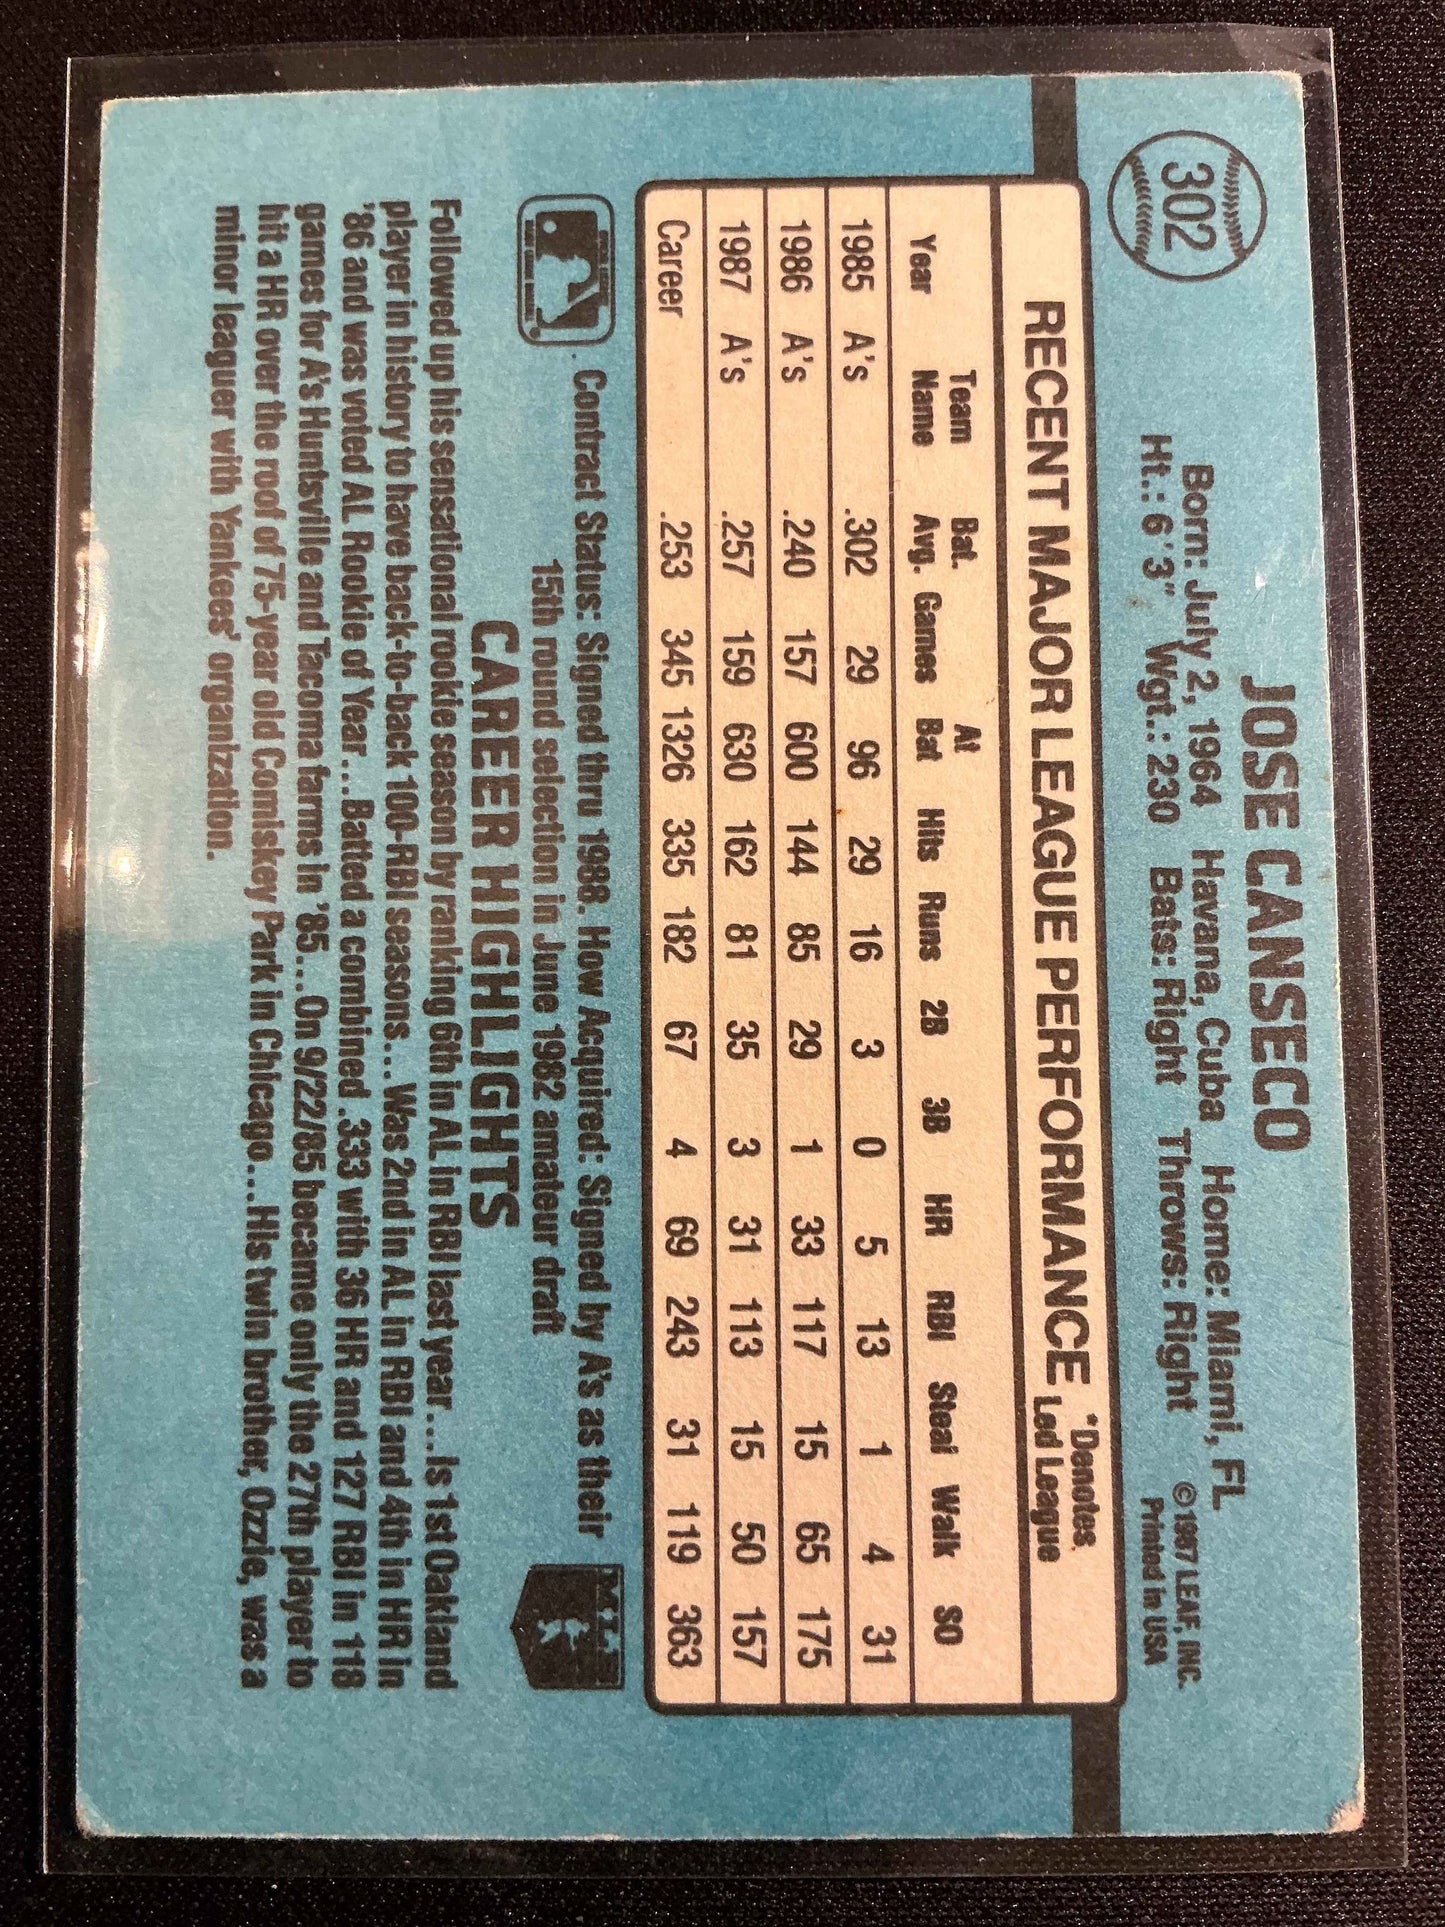 302
JOSE CANSECO
Born: July 2, 1964 Havana, Cuba Home: Miami, FL
Ht.: 6'3" Wgt.: 230 Bats: Right Throws: Right
©1987 LEAF, INC.
Printed in USA
RECENT MAJOR LEAGUE PERFORMANCE *Denotes Led League
Year Team Name Bat. Avg. Games At Bat Hits Runs 2B 3B HR RBI Steal Walk SO
1985 A's .302 29 96 29 16 3 0 5 13 1 4 31
1986 A's .240 157 600 144 85 29 1 33 117 15 65 175
1987 A's .257 159 630 162 81 35 3 31 113 15 50 157
Career .253 345 1326 335 182 67 4 69 243 31 119 363
Contract Status: Signed thru 1988. How Acquired: Signed by A's as their
15th round selection in June 1982 amateur draft
CAREER HIGHLIGHTS
Followed up his sensational rookie season by ranking 6th in AL in RBI last year...Is 1st Oakland
player in history to have back-to-back 100-RBI seasons...Was 2nd in AL in RBI and 4th in HR in
'86 and was voted AL Rookie of Year...Batted a combined .333 with 36 HR and 127 RBI in 118
games for A's Huntsville and Tacoma farms in '85...On 9/22/85 became only the 27th player to
hit a HR over the roof of 75-year old Comiskey Park in Chicago...His twin brother, Ozzie, was a
minor leaguer with Yankees' organization.